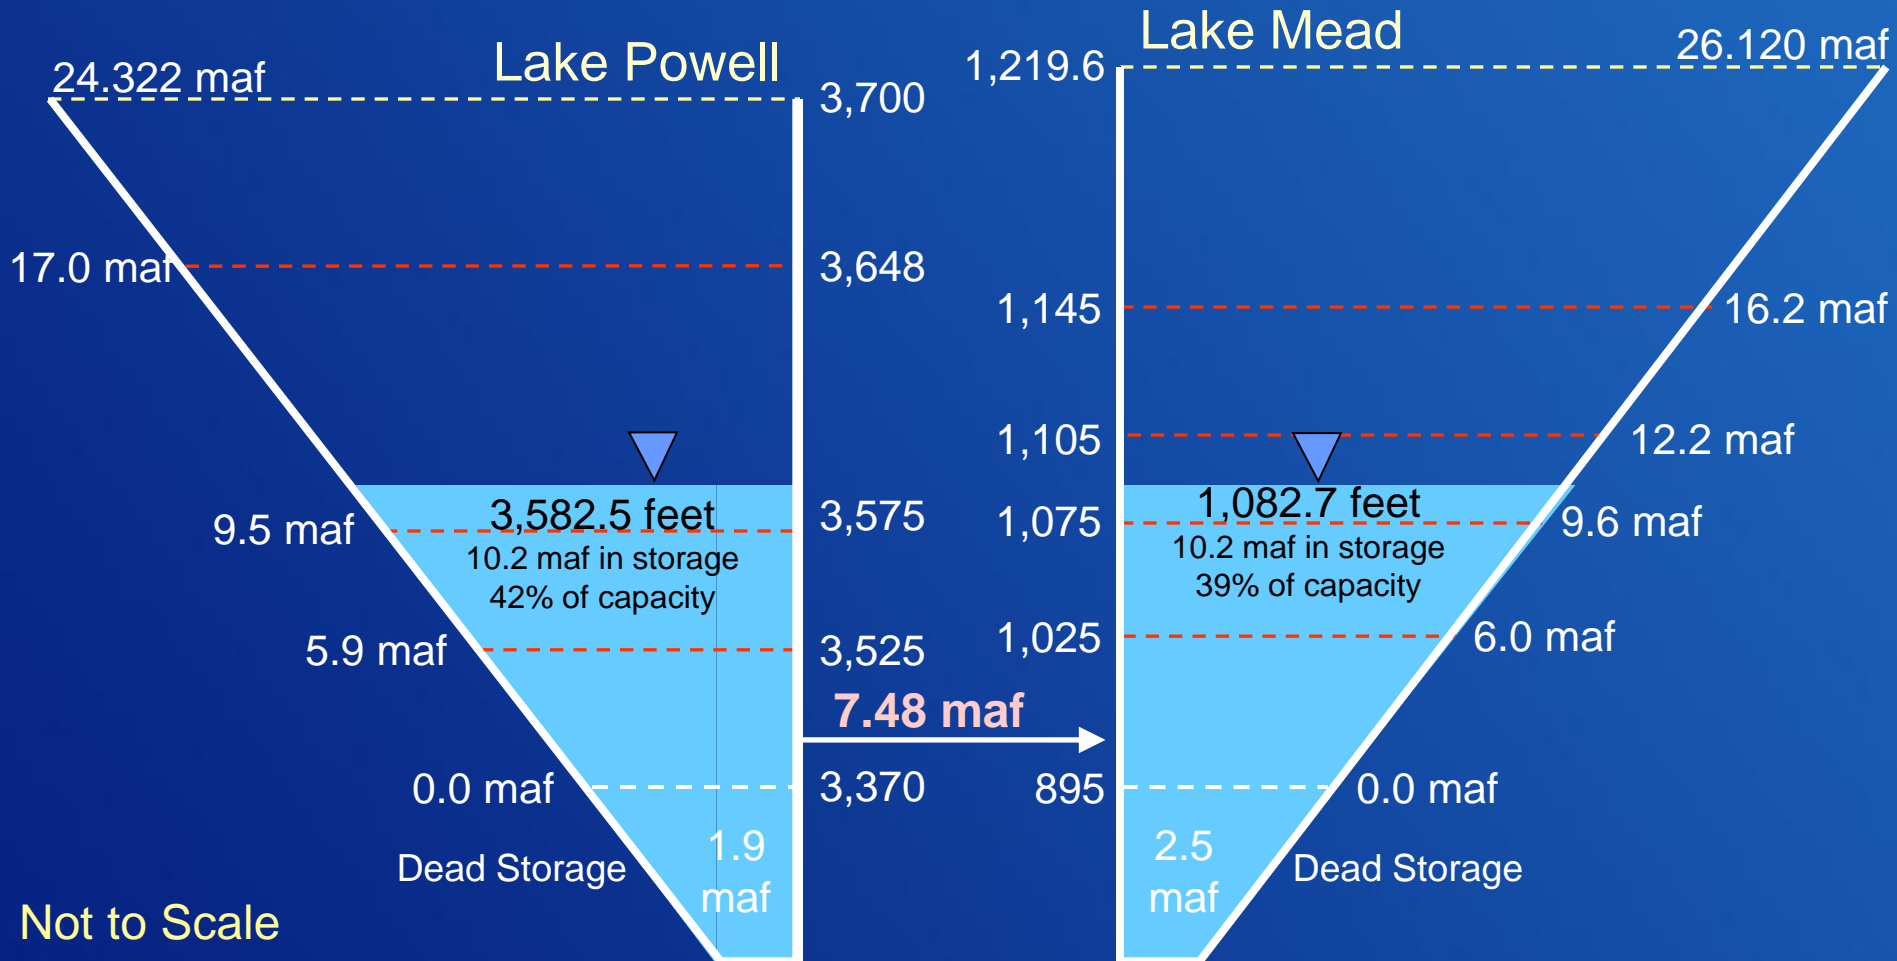 Lake Powell
24.322 maf
3,700
17.0 maf
3,648
3,582.5 feet
10.2 maf in storage
42% of capacity
9.5 maf
3,575
5.9 maf
3,525
7.48 maf
0.0 maf
3,370
1.9
maf
Dead Storage
Not to Scale
Lake Mead
1,219.6
26.120 maf
1,145
16.2 maf
1,105
12.2 maf
1,082.7 feet
10.2 maf in storage
39% of capacity
1,075
9.6 maf
1,025
6.0 maf
895
0.0 maf
2.5
maf
Dead Storage